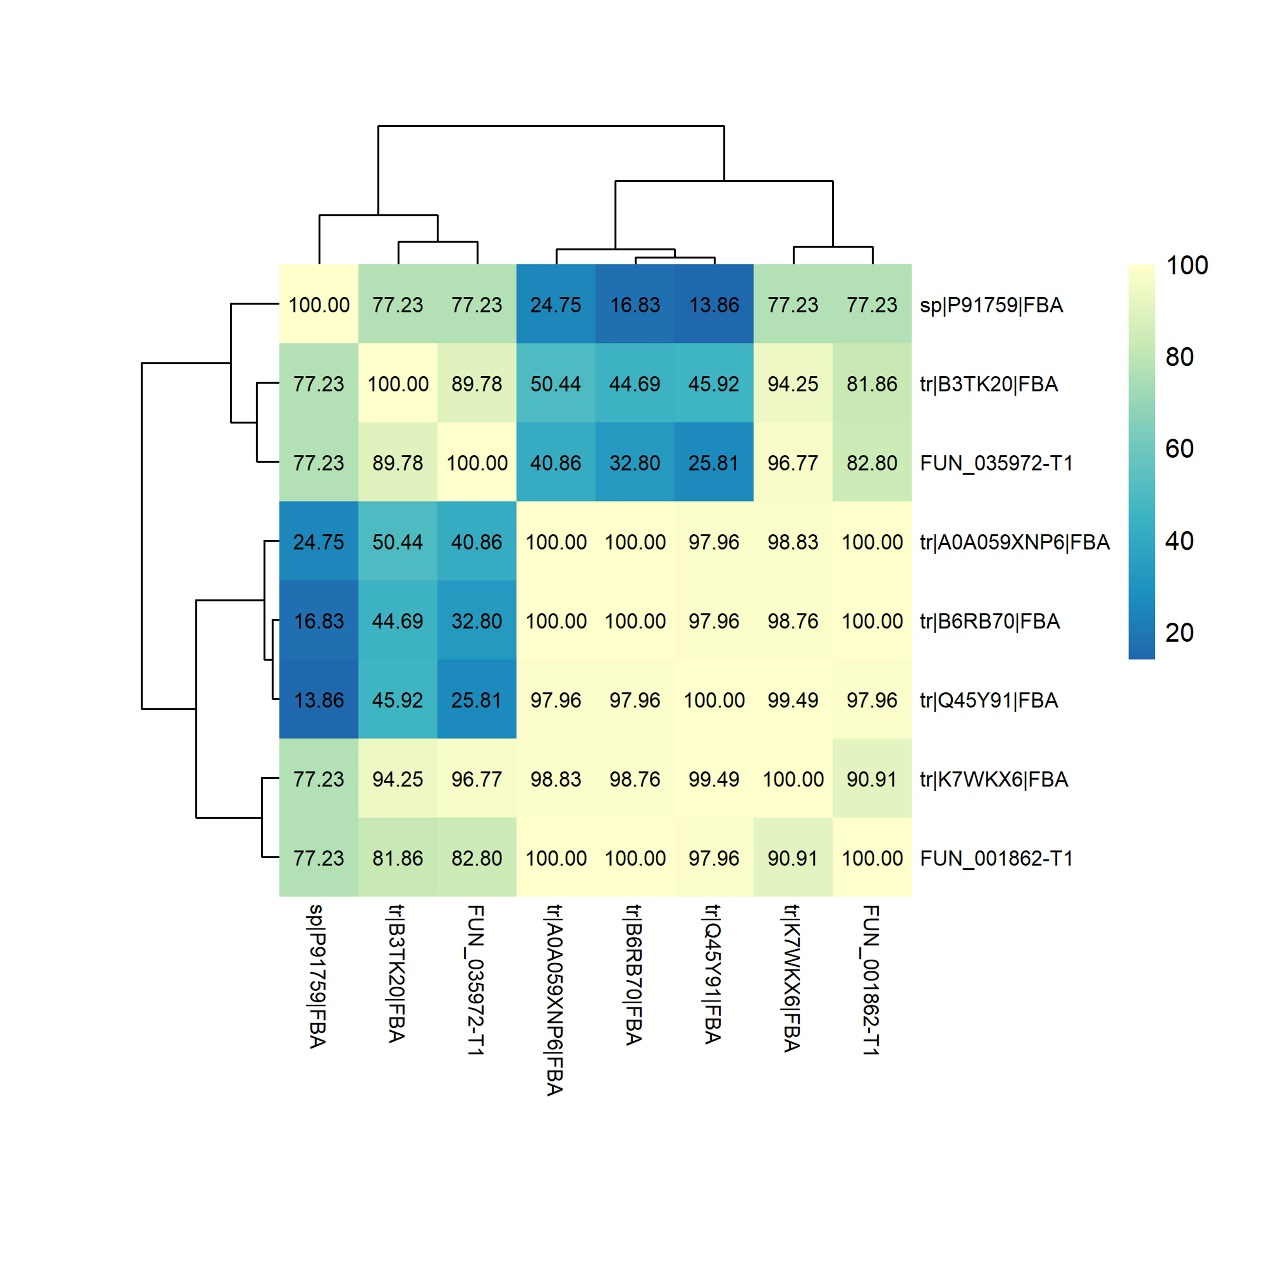 100.00 77.23 77.23 24.75 16.83 13.86 77.23 77.23 sp|P91759|FBA
77.23 100.00 89.78 50.44 44.69 45.92 94.25 81.86 tr|B3TK20|FBA
77.23 89.78 100.00 40.86 32.80 25.81 96.77 82.80 FUN_035972-T1
24.75 50.44 40.86 100.00 100.00 97.96 98.83 100.00 tr|A0A059XNP6|FBA
16.83 44.69 32.80 100.00 100.00 97.96 98.76 100.00 tr|B6RB70|FBA
13.86 45.92 25.81 97.96 97.96 100.00 99.49 97.96 tr|Q45Y91|FBA
77.23 94.25 96.77 98.83 98.76 99.49 100.00 90.91 tr|K7WKX6|FBA
77.23 81.86 82.80 100.00 100.00 97.96 90.91 100.00 FUN_001862-T1
sp|P91759|FBA
tr|B3TK20|FBA
FUN_035972-T1
tr|A0A059XNP6|FBA
tr|B6RB70|FBA
tr|Q45Y91|FBA
tr|K7WKX6|FBA
FUN_001862-T1
100
80
60
40
20